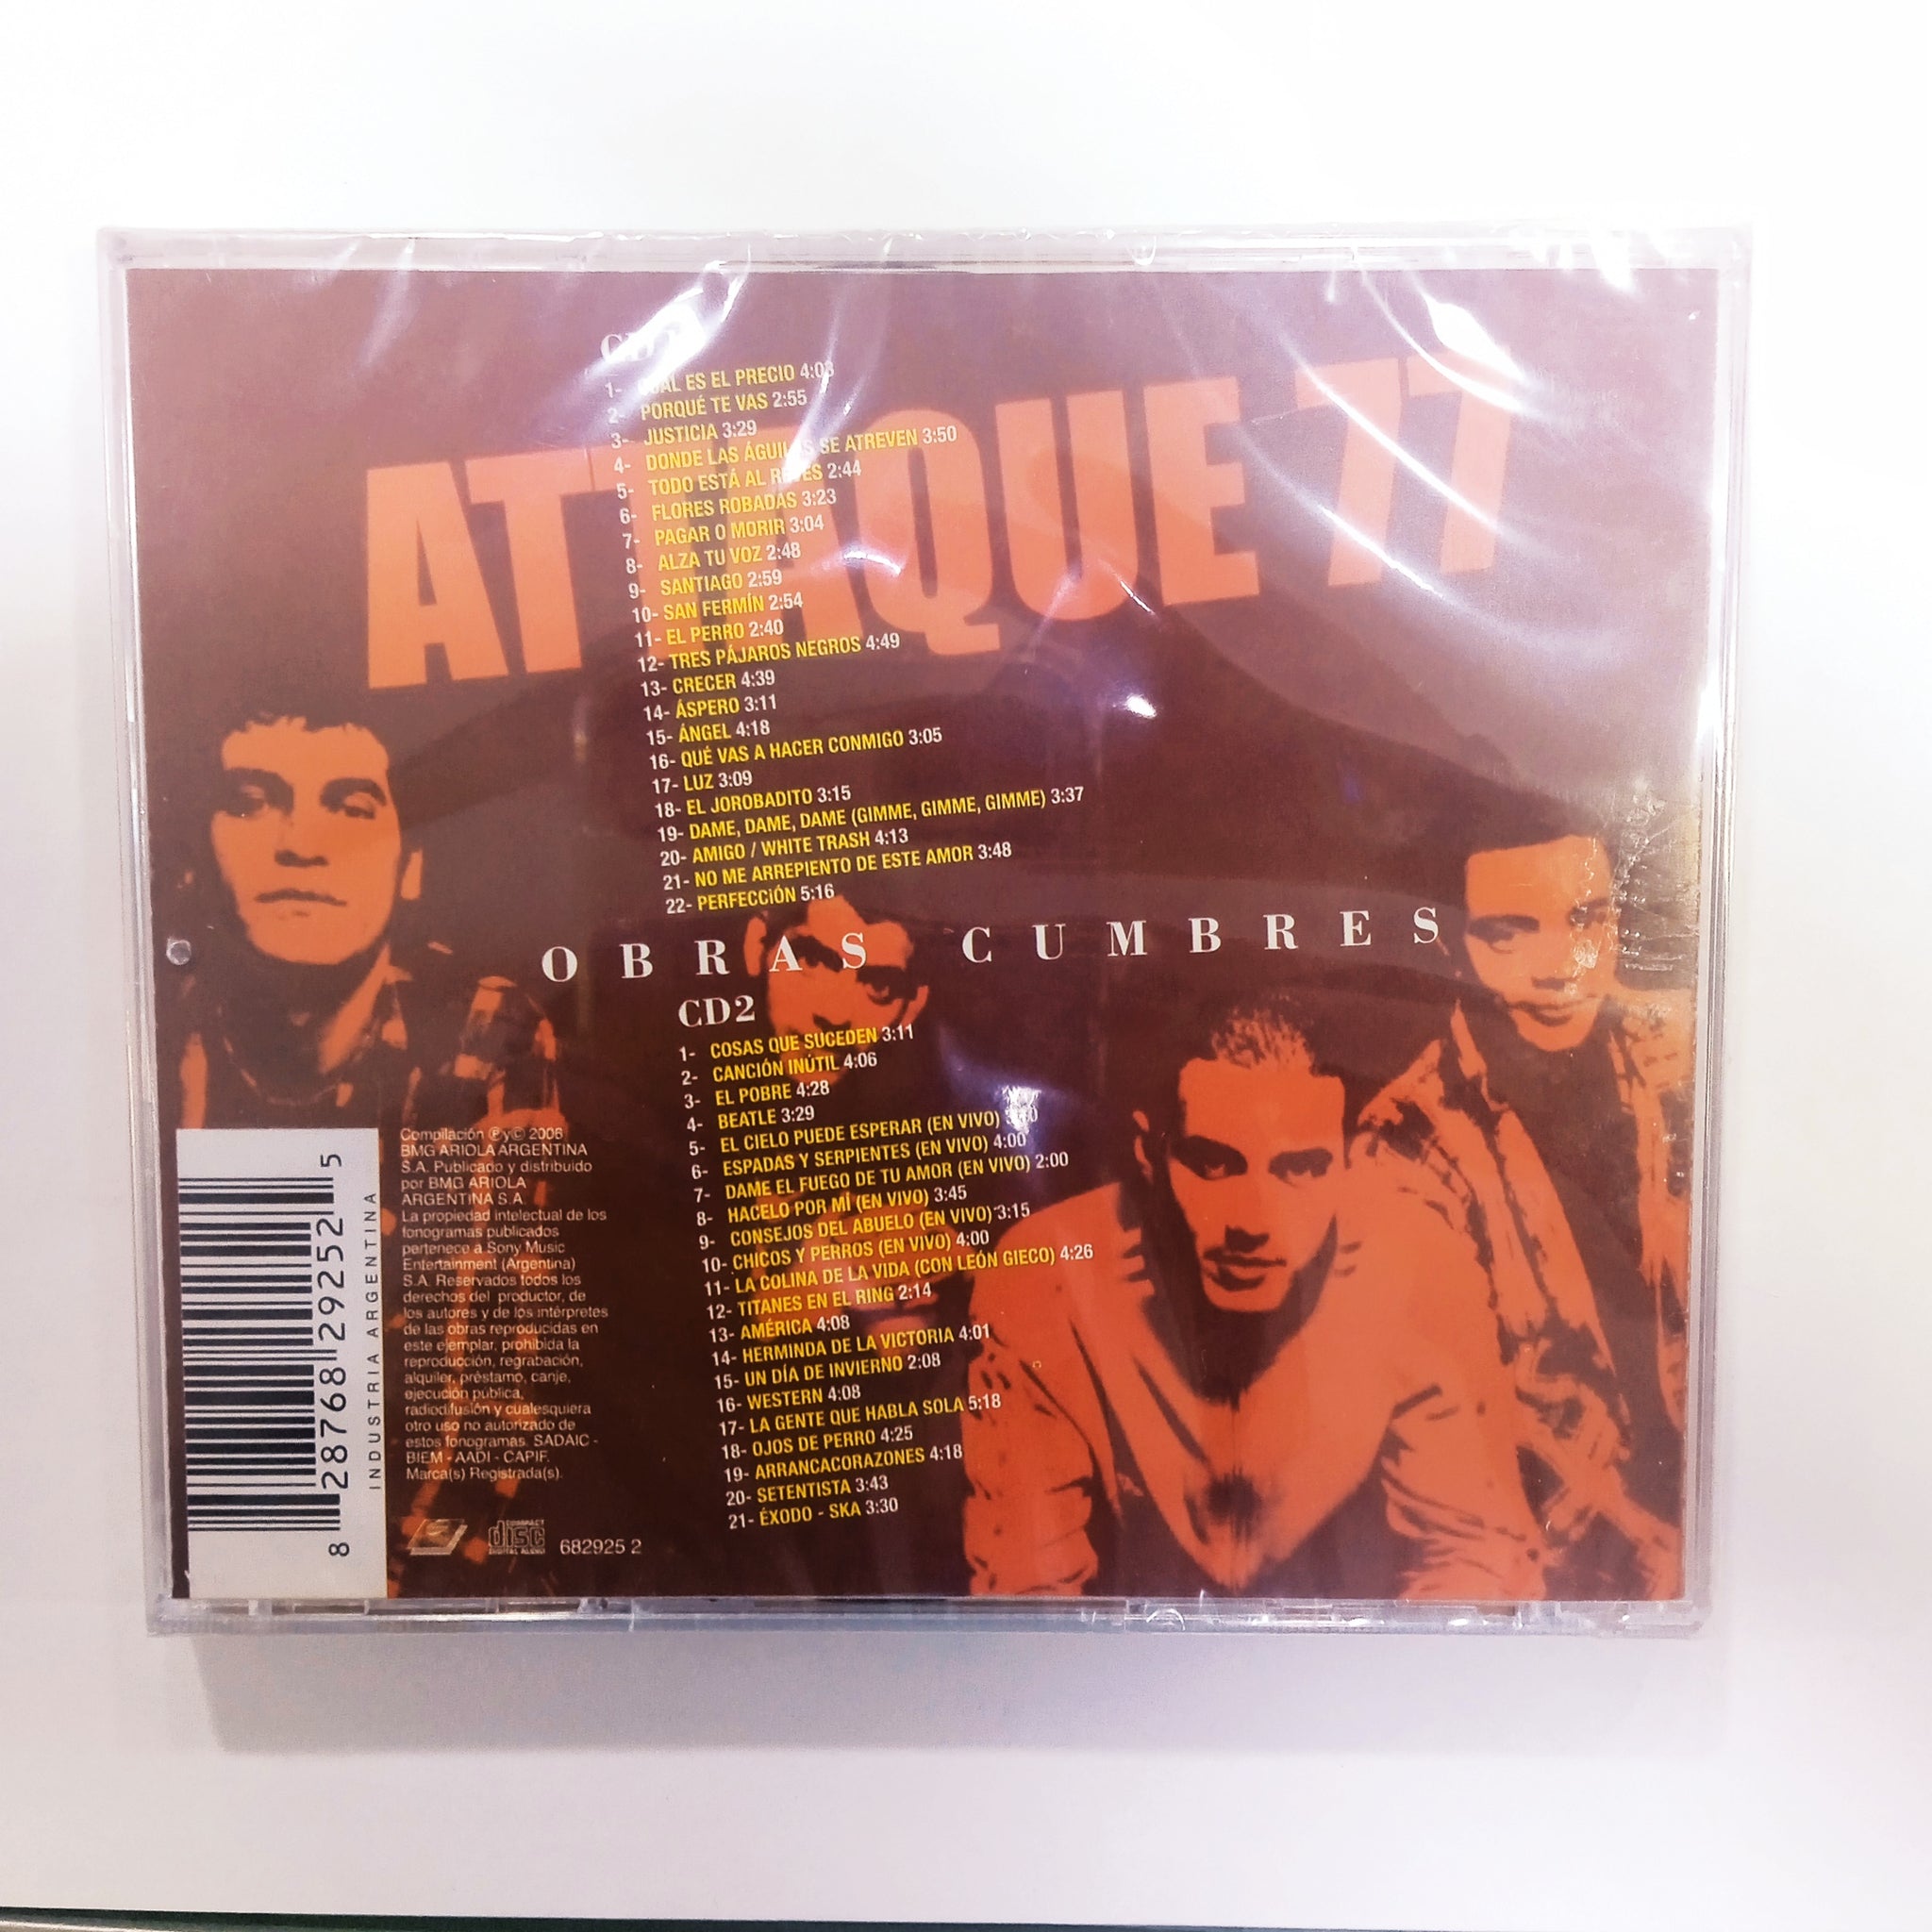 CD
1- CUÁL ES EL PRECIO 4:03
2- PORQUÉ TE VAS 2:55
3- JUSTICIA 3:29
4- DONDE LAS ÁGUILAS SE ATREVEN 3:50
5- TODO ESTÁ AL REVES 2:44
6- FLORES ROBADAS 3:23
7- PAGAR O MORIR 3:04
8- ALZA TU VOZ 2:48
9- SANTIAGO 2:59
10- SAN FERMÍN 2:54
11- EL PERRO 2:40
12- TRES PÁJAROS NEGROS 4:49
13- CRECER 4:39
14- ÁSPERO 3:11
15- ÁNGEL 4:18
16- QUÉ VAS A HACER CONMIGO 3:05
17- LUZ 3:09
18- EL JOROBADITO 3:15
19- DAME, DAME, DAME (GIMME, GIMME, GIMME) 3:37
20- AMIGO / WHITE TRASH 4:13
21- NO ME ARREPIENTO DE ESTE AMOR 3:48
22- PERFECCiÓN 5:16
ATTAQUE 77
OBRAS CUMBRES
CD2
1- COSAS QUE SUCEDEN 3:11
2- CANCIÓN INÚTIL 4:06
3- EL POBRE 4:28
4- BEATLE 3:29
5- EL CIELO PUEDE ESPERAR (EN VIVO)
6- ESPADAS Y SERPIENTES (EN VIVO) 4:00
7- DAME EL FUEGO DE TU AMOR (EN VIVO) 2:00
8- HACELO POR MÍ (EN VIVO) 3:45
9- CONSEJOS DEL ABUELO (EN VIVO) 3:15
10- CHICOS Y PERROS (EN VIVO) 4:00
11- LA COLINA DE LA VIDA (CON LEÓN GIECO) 4:26
12- TITANES EN EL RING 2:14
13- AMÉRICA 4:08
14- HERMINDA DE LA VICTORIA 4:01
15- UN DÍA DE INVIERNO 2:08
16- WESTERN 4:08
17- LA GENTE QUE HABLA SOLA 5:18
18- OJOS DE PERRO 4:25
19- ARRANCACORAZONES 4:18
20- SETENTISTA 3:43
21- ÉXODO - SKA 3:30
Compilación ℗y© 2006
BMG ARIOLA ARGENTINA
S.A. Publicado y distribuido
por BMG ARIOLA
ARGENTINA S.A.
La propiedad intelectual de los
fonogramas publicados
pertenece a Sony Music
Entertainment (Argentina)
S.A. Reservados todos los
derechos del productor, de
los autores y de los intérpretes
de las obras reproducidas en
este ejemplar, prohibida la
reproducción, regrabación,
alquiler, préstamo, canje,
ejecución pública,
radiodifusión y cualesquiera
otro uso no autorizado de
estos fonogramas. SADAIC -
BIEM - AADI - CAPIF.
Marca(s) Registrada(s).
8 28768 29252 5
INDUSTRIA ARGENTINA
COMPACT
disc
DIGITAL AUDIO
682925 2